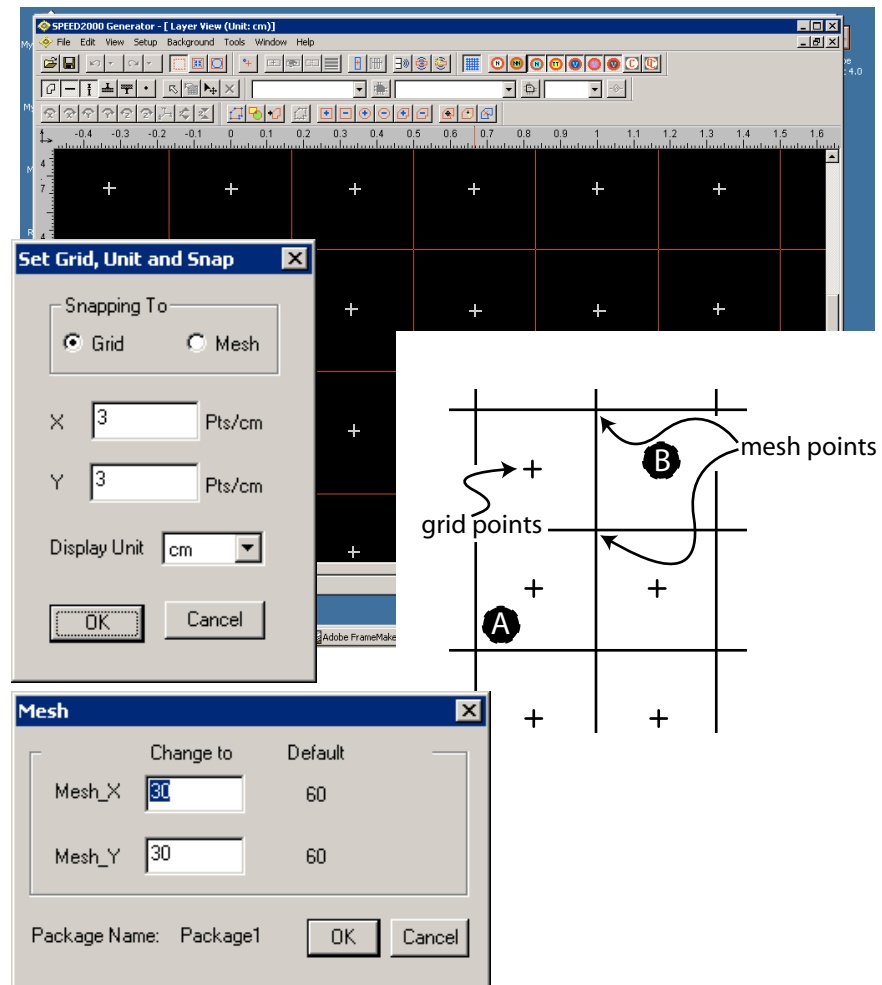 SPEED2000 Generator - [ Layer View (Unit: cm)]
File Edit View Setup Background Tools Window Help
-0.4 -0.3 -0.2 -0.1 0 0.1 0.2 0.3 0.4 0.5 0.6 0.7 0.8 0.9 1 1.1 1.2 1.3 1.4 1.5 1.6
: 4.0
Set Grid, Unit and Snap
Snapping To
Grid Mesh
X 3 Pts/cm
Y 3 Pts/cm
Display Unit cm
OK Cancel
Adobe FrameMake
B
mesh points
grid points
A
Mesh
Change to Default
Mesh_X 30 60
Mesh_Y 30 60
Package Name: Package1 OK Cancel